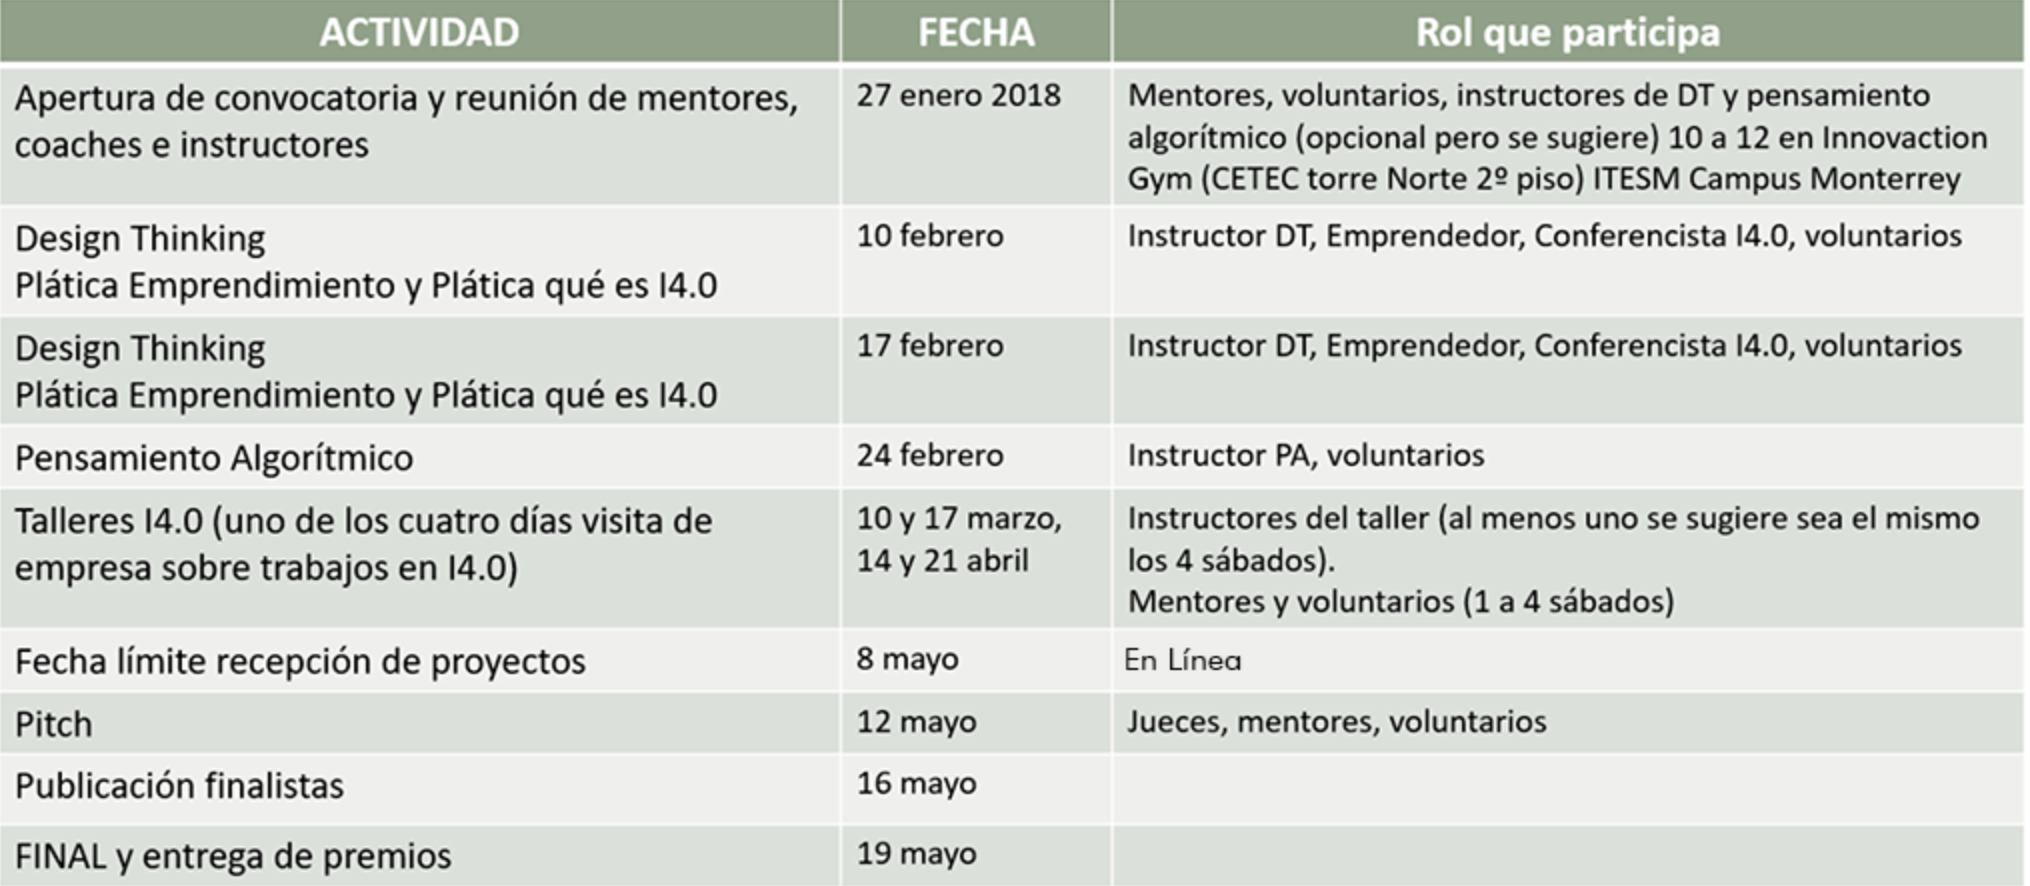 ACTIVIDAD FECHA Rol que participa
Apertura de convocatoria y reunión de mentores,
coaches e instructores
27 enero 2018
Mentores, voluntarios, instructores de DT y pensamiento
algorítmico (opcional pero se sugiere) 10 a 12 en Innovaction
Gym (CETEC torre Norte 2º piso) ITESM Campus Monterrey
Design Thinking
Plática Emprendimiento y Plática qué es I4.0
10 febrero
Instructor DT, Emprendedor, Conferencista I4.0, voluntarios
Design Thinking
Plática Emprendimiento y Plática qué es I4.0
17 febrero
Instructor DT, Emprendedor, Conferencista I4.0, voluntarios
Pensamiento Algorítmico
24 febrero
Instructor PA, voluntarios
Talleres I4.0 (uno de los cuatro días visita de
empresa sobre trabajos en I4.0)
10 y 17 marzo,
14 y 21 abril
Instructores del taller (al menos uno se sugiere sea el mismo
los 4 sábados).
Mentores y voluntarios (1 a 4 sábados)
Fecha límite recepción de proyectos
8 mayo
En Línea
Pitch
12 mayo
Jueces, mentores, voluntarios
Publicación finalistas
16 mayo
FINAL y entrega de premios
19 mayo